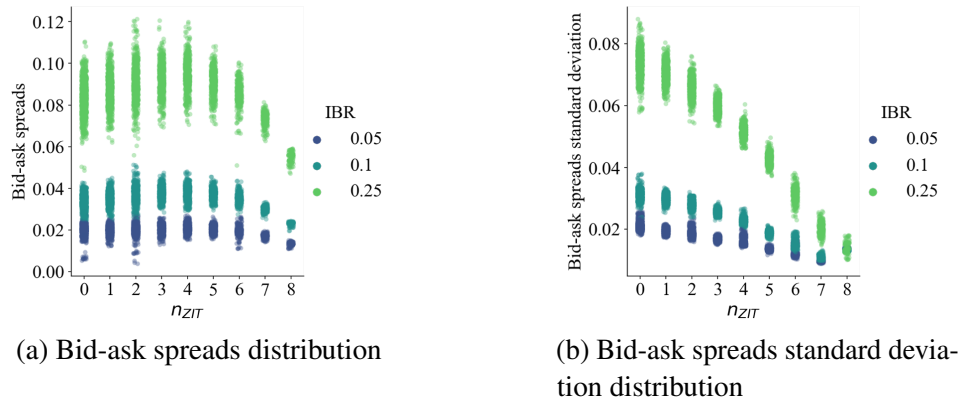 0.12
0.10
0.08
0.06
0.04
0.02
0.00
Bid-ask spreads
0 1 2 3 4 5 6 7 8
n_ZIT
IBR
0.05
0.1
0.25
(a) Bid-ask spreads distribution
0.08
0.06
0.04
0.02
Bid-ask spreads standard deviation
0 1 2 3 4 5 6 7 8
n_ZIT
IBR
0.05
0.1
0.25
(b) Bid-ask spreads standard devia-
tion distribution